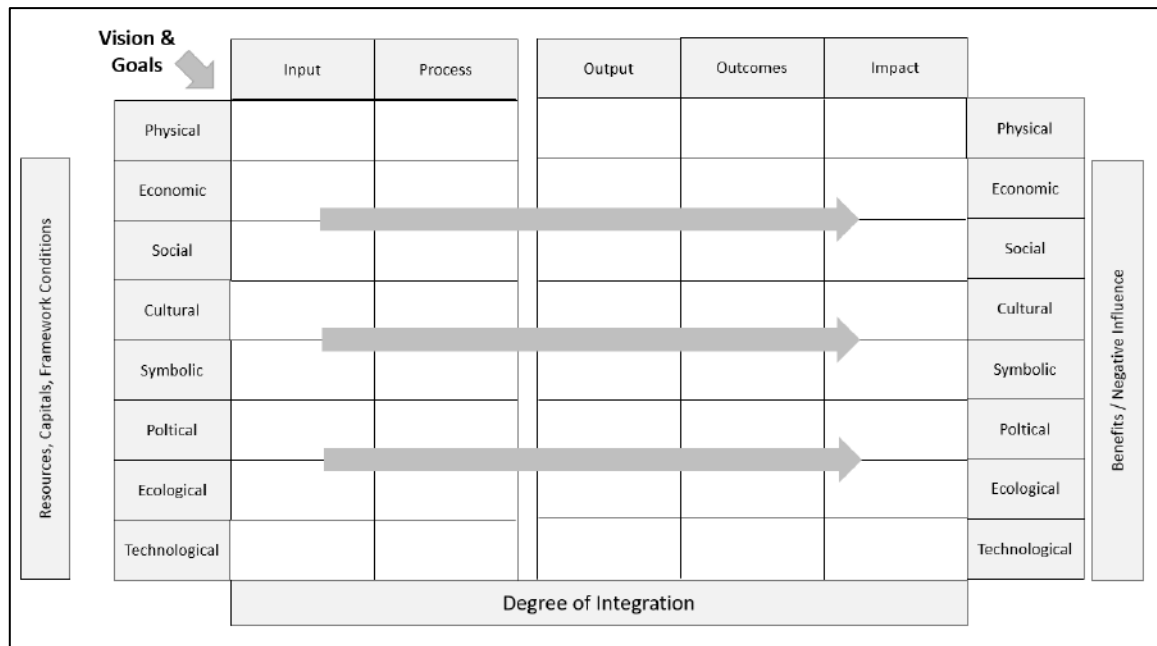 Vision &
Goals
Input
Process
Output
Outcomes
Impact
Physical
Physical
Economic
Economic
Social
Social
Cultural
Cultural
Symbolic
Symbolic
Poltical
Poltical
Ecological
Ecological
Technological
Technological
Resources, Capitals, Framework Conditions
Benefits / Negative Influence
Degree of Integration